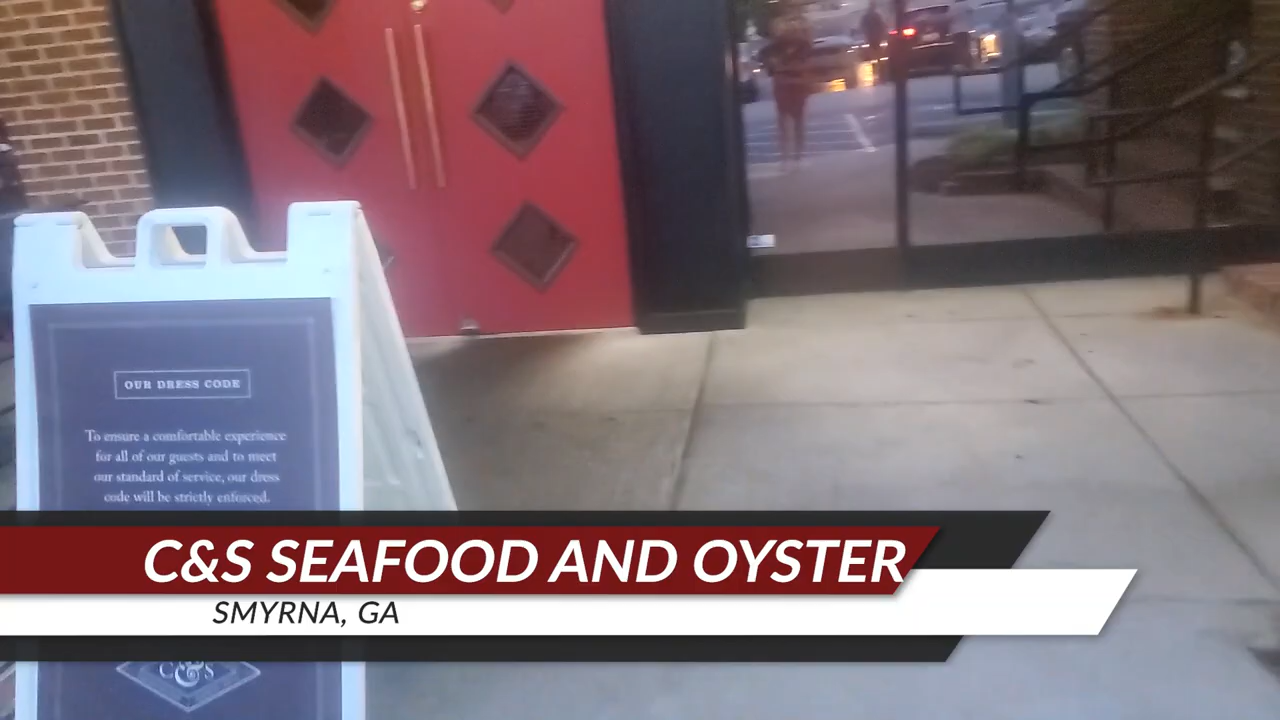 OUR DRESS CODE
To ensure a comfortable experience
for all of our guests and to meet
our standard of service, our dress
code will be strictly enforced.
C&S SEAFOOD AND OYSTER
SMYRNA, GA
C&S